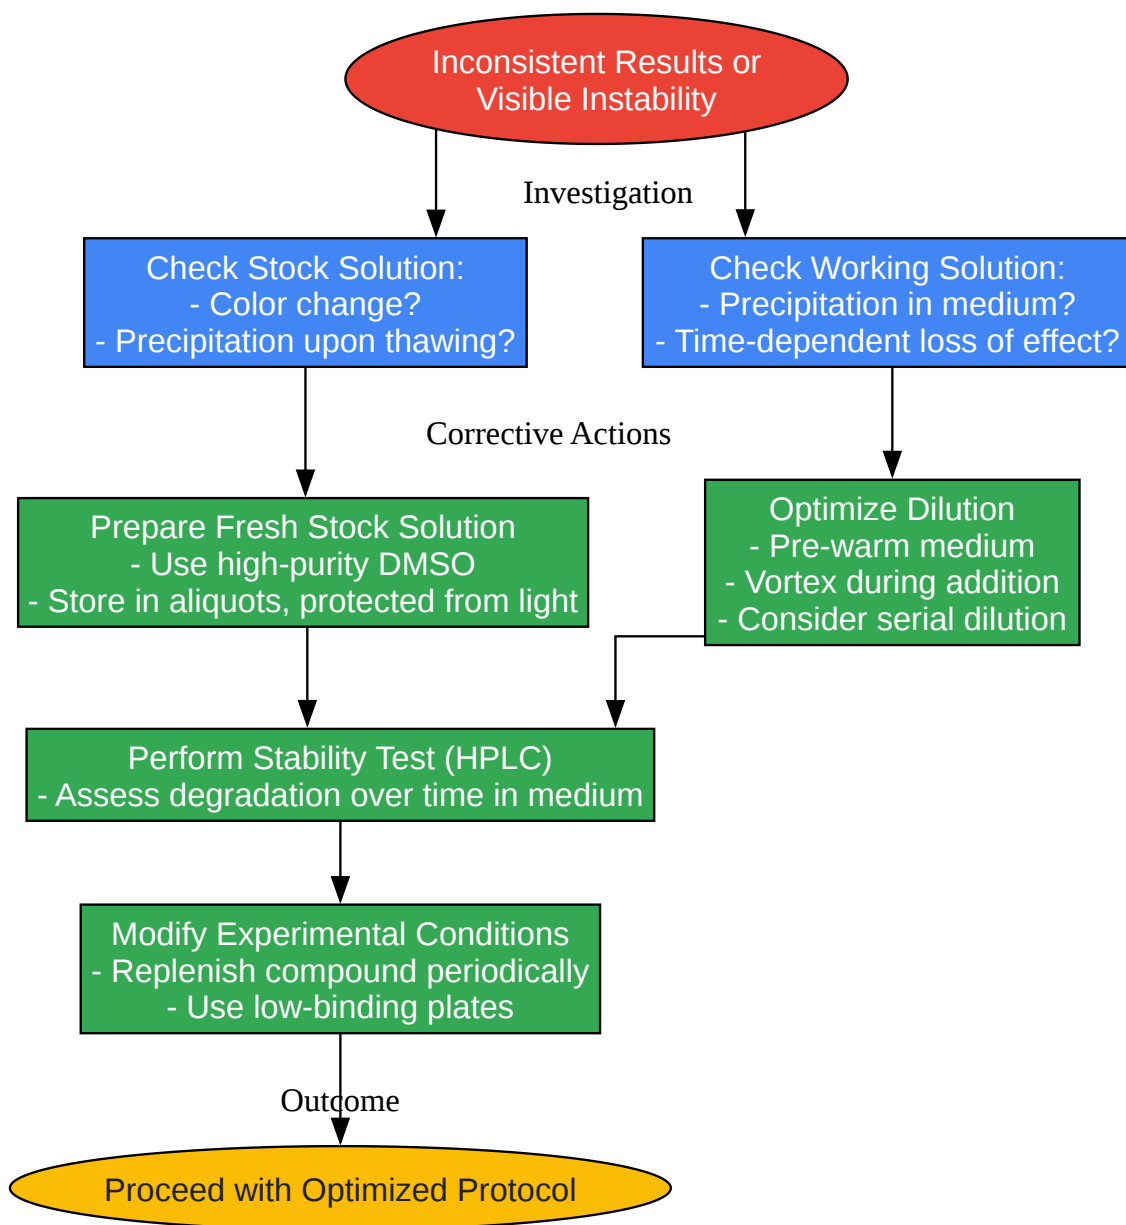 Inconsistent Results or
Visible Instability
Investigation
Check Stock Solution:
- Color change?
- Precipitation upon thawing?
Check Working Solution:
- Precipitation in medium?
- Time-dependent loss of effect?
Corrective Actions
Prepare Fresh Stock Solution
- Use high-purity DMSO
- Store in aliquots, protected from light
Optimize Dilution
- Pre-warm medium
- Vortex during addition
- Consider serial dilution
Perform Stability Test (HPLC)
- Assess degradation over time in medium
Modify Experimental Conditions
- Replenish compound periodically
- Use low-binding plates
Outcome
Proceed with Optimized Protocol